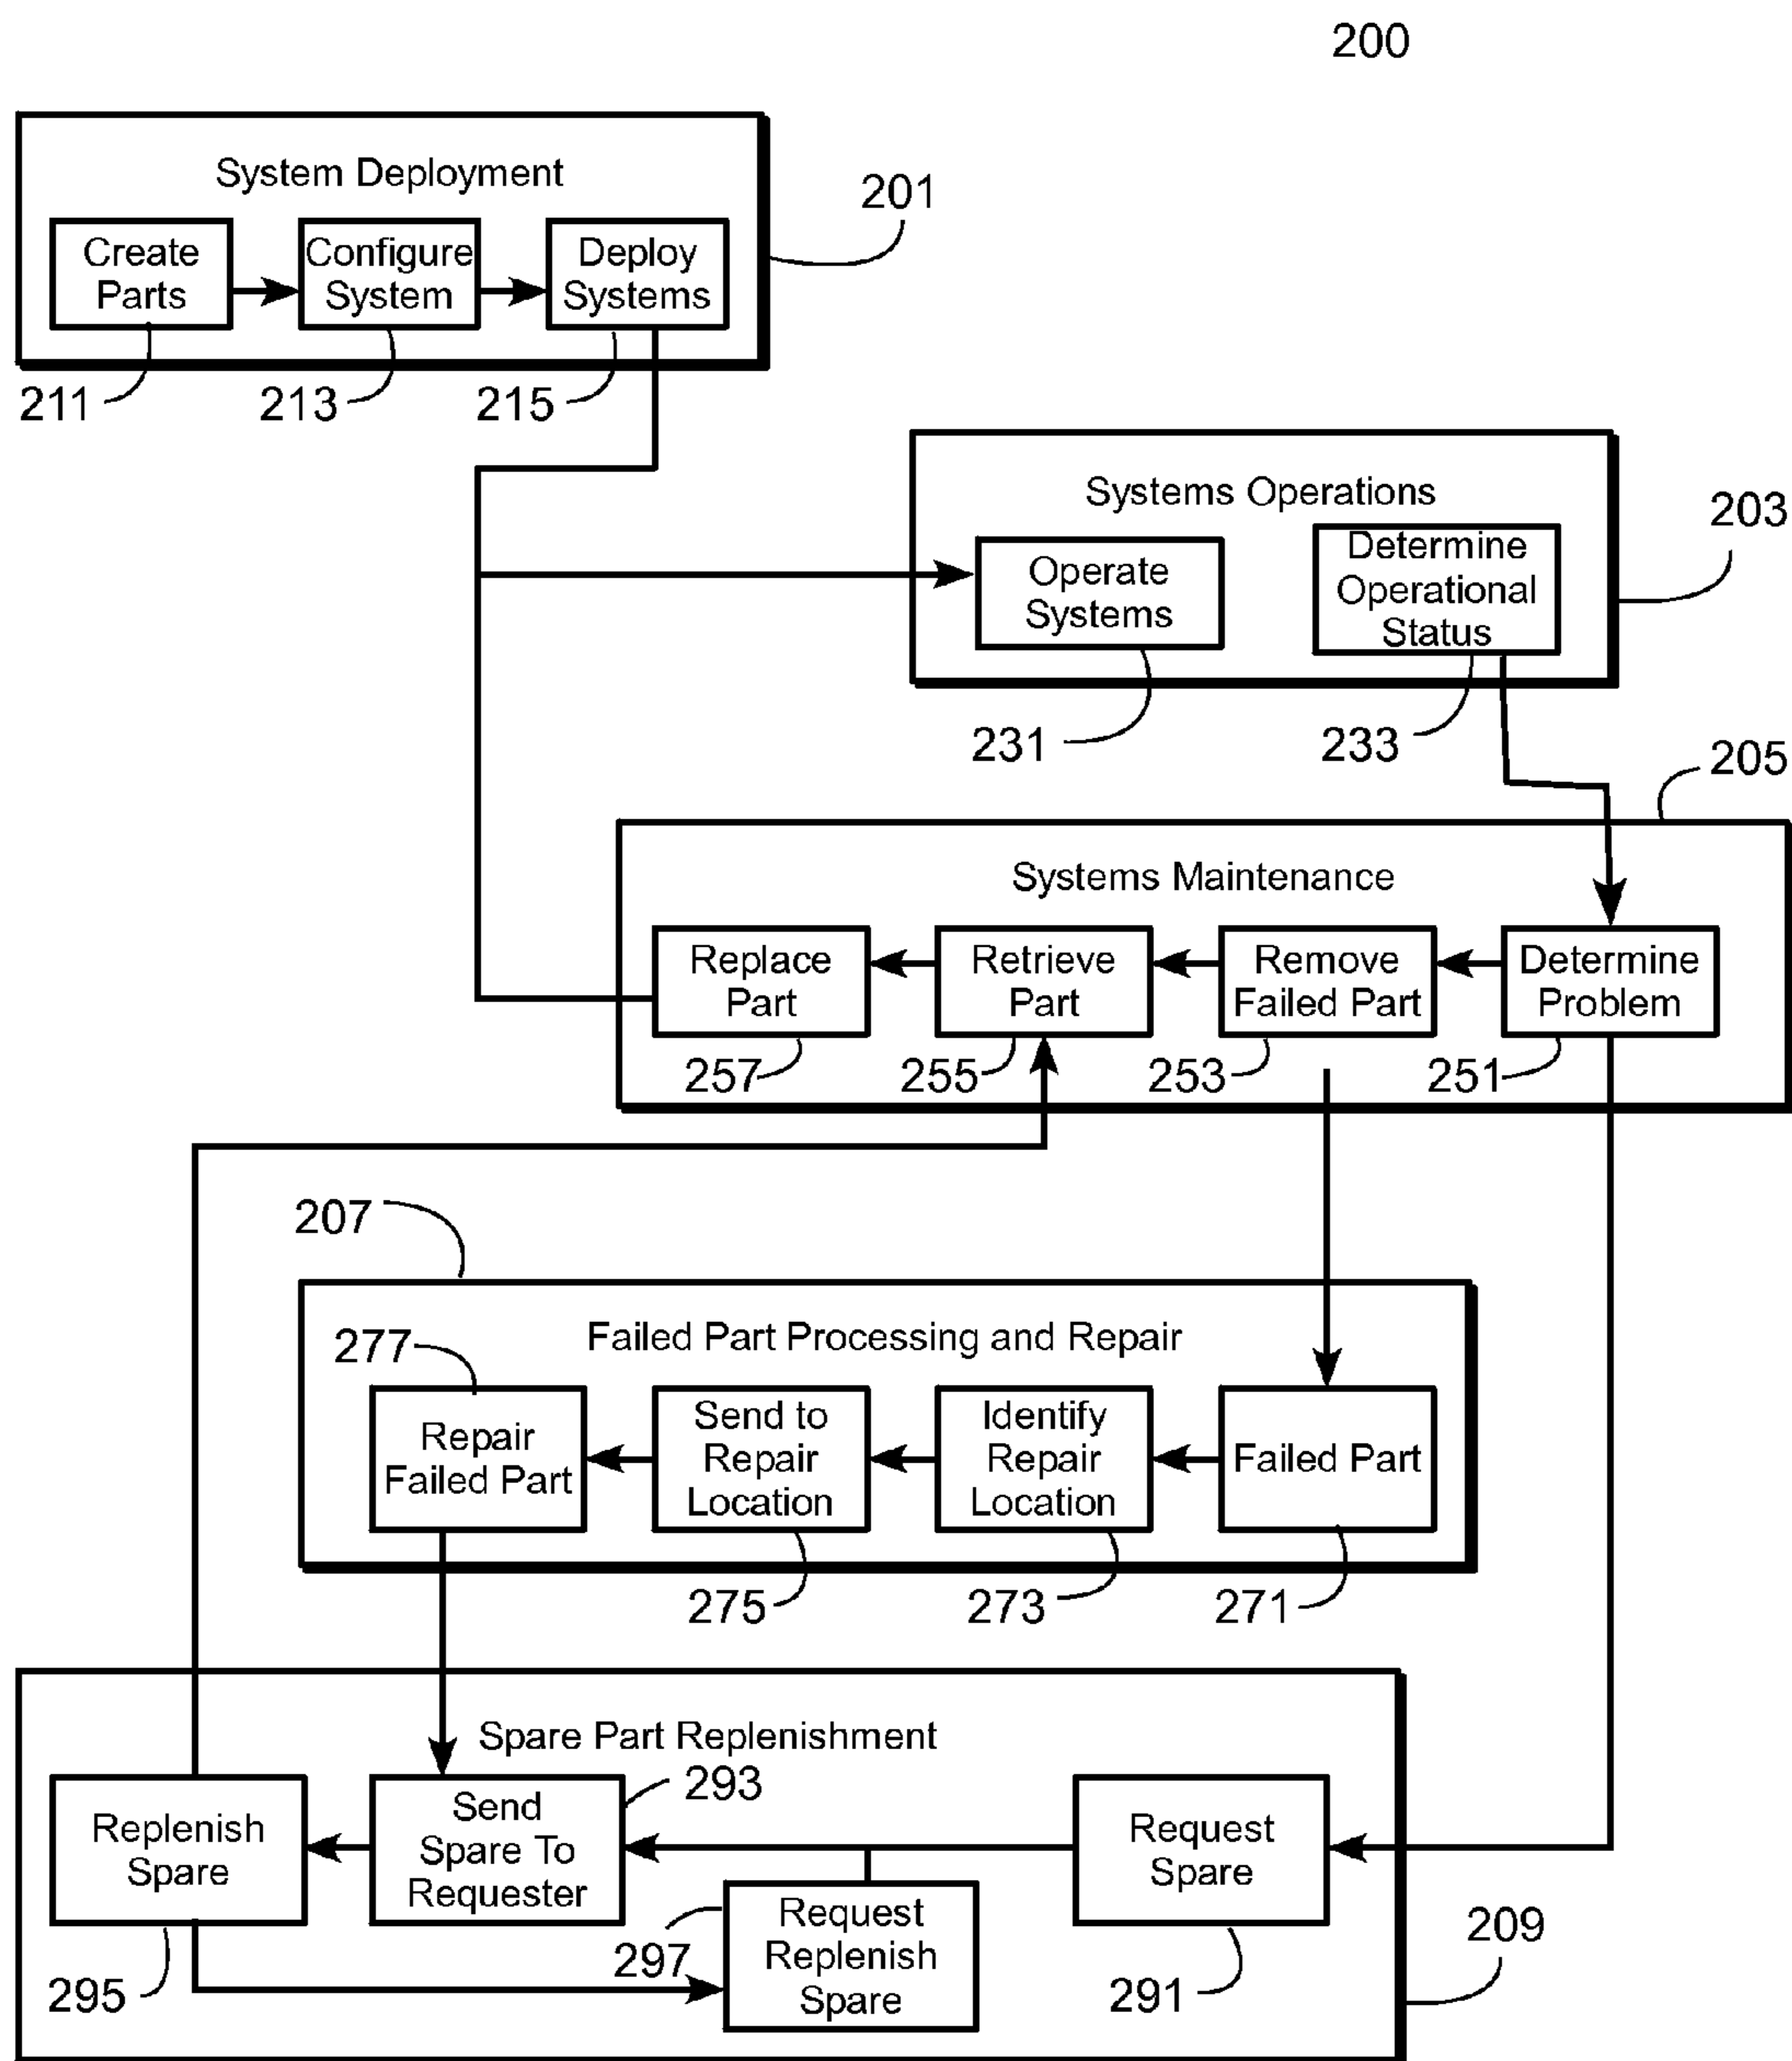 200
System Deployment
201
Create
Parts
Configure
System
Deploy
Systems
211
213
215
Systems Operations
203
Operate
Systems
Determine
Operational
Status
231
233
205
Systems Maintenance
Replace
Part
Retrieve
Part
Remove
Failed Part
Determine
Problem
257
255
253
251
207
Failed Part Processing and Repair
277
Repair
Failed Part
Send to
Repair
Location
Identify
Repair
Location
Failed Part
275
273
271
Spare Part Replenishment
293
Replenish
Spare
Send
Spare To
Requester
Request
Spare
297
Request
Replenish
Spare
209
295
291